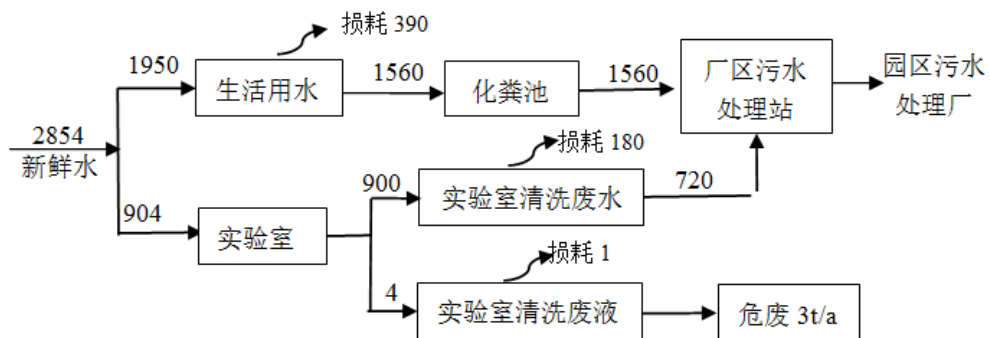 损耗 390
1950
生活用水
1560
化粪池
1560
厂区污水
处理站
园区污水
处理厂
2854
新鲜水
损耗 180
904
实验室
900
实验室清洗废水
720
损耗 1
4
实验室清洗废液
危废 3t/a